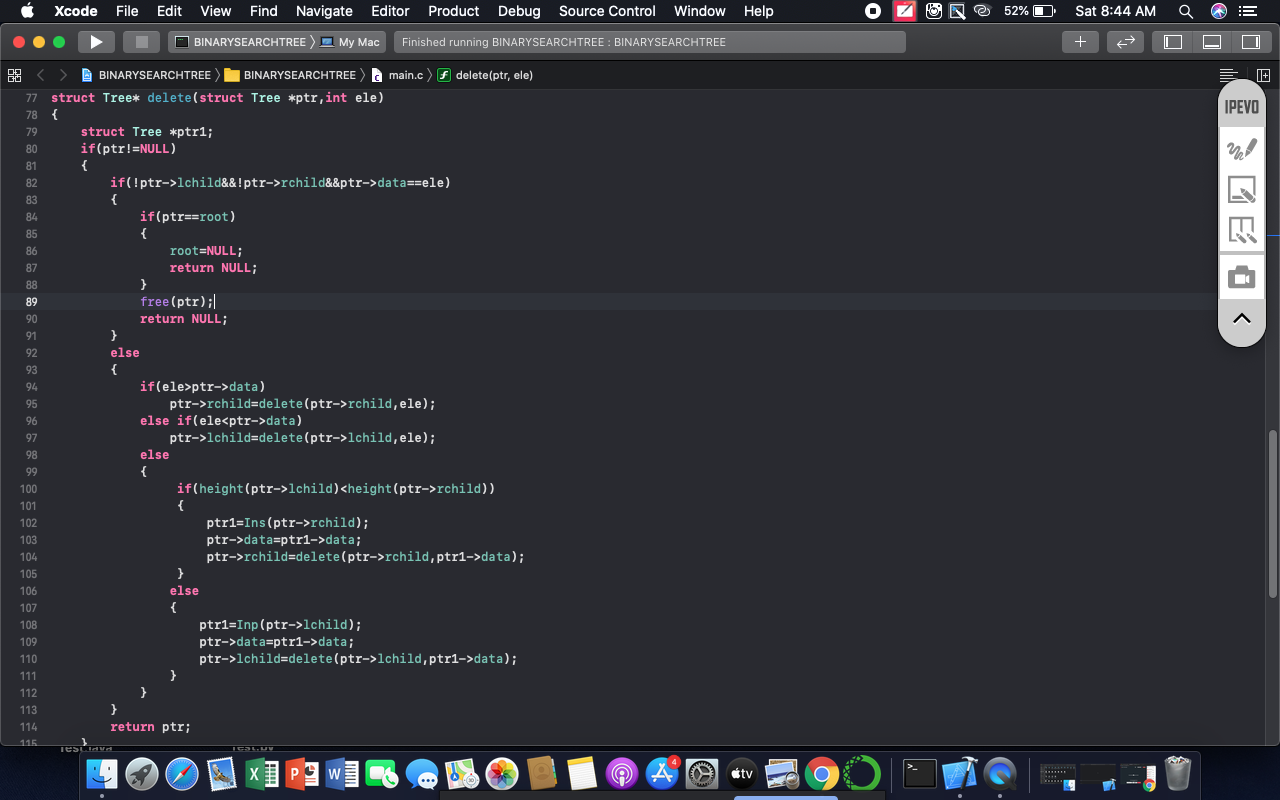 Xcode File Edit View Find Navigate Editor Product Debug Source Control Window Help 52% Sat 8:44 AM
BINARYSEARCHTREE My Mac Finished running BINARYSEARCHTREE : BINARYSEARCHTREE
BINARYSEARCHTREE BINARYSEARCHTREE main.c delete(ptr, ele)
IPEVO
77 struct Tree* delete(struct Tree *ptr,int ele)
78 {
79     struct Tree *ptr1;
80     if(ptr!=NULL)
81     {
82         if(!ptr->lchild&&!ptr->rchild&&ptr->data==ele)
83         {
84             if(ptr==root)
85             {
86                 root=NULL;
87                 return NULL;
88             }
89             free(ptr);
90             return NULL;
91         }
92         else
93         {
94             if(ele>ptr->data)
95                 ptr->rchild=delete(ptr->rchild,ele);
96             else if(ele<ptr->data)
97                 ptr->lchild=delete(ptr->lchild,ele);
98             else
99             {
100                 if(height(ptr->lchild)<height(ptr->rchild))
101                 {
102                     ptr1=Ins(ptr->rchild);
103                     ptr->data=ptr1->data;
104                     ptr->rchild=delete(ptr->rchild,ptr1->data);
105                 }
106                 else
107                 {
108                     ptr1=Inp(ptr->lchild);
109                     ptr->data=ptr1->data;
110                     ptr->lchild=delete(ptr->lchild,ptr1->data);
111                 }
112             }
113         }
114         return ptr;
115     }
4
tv